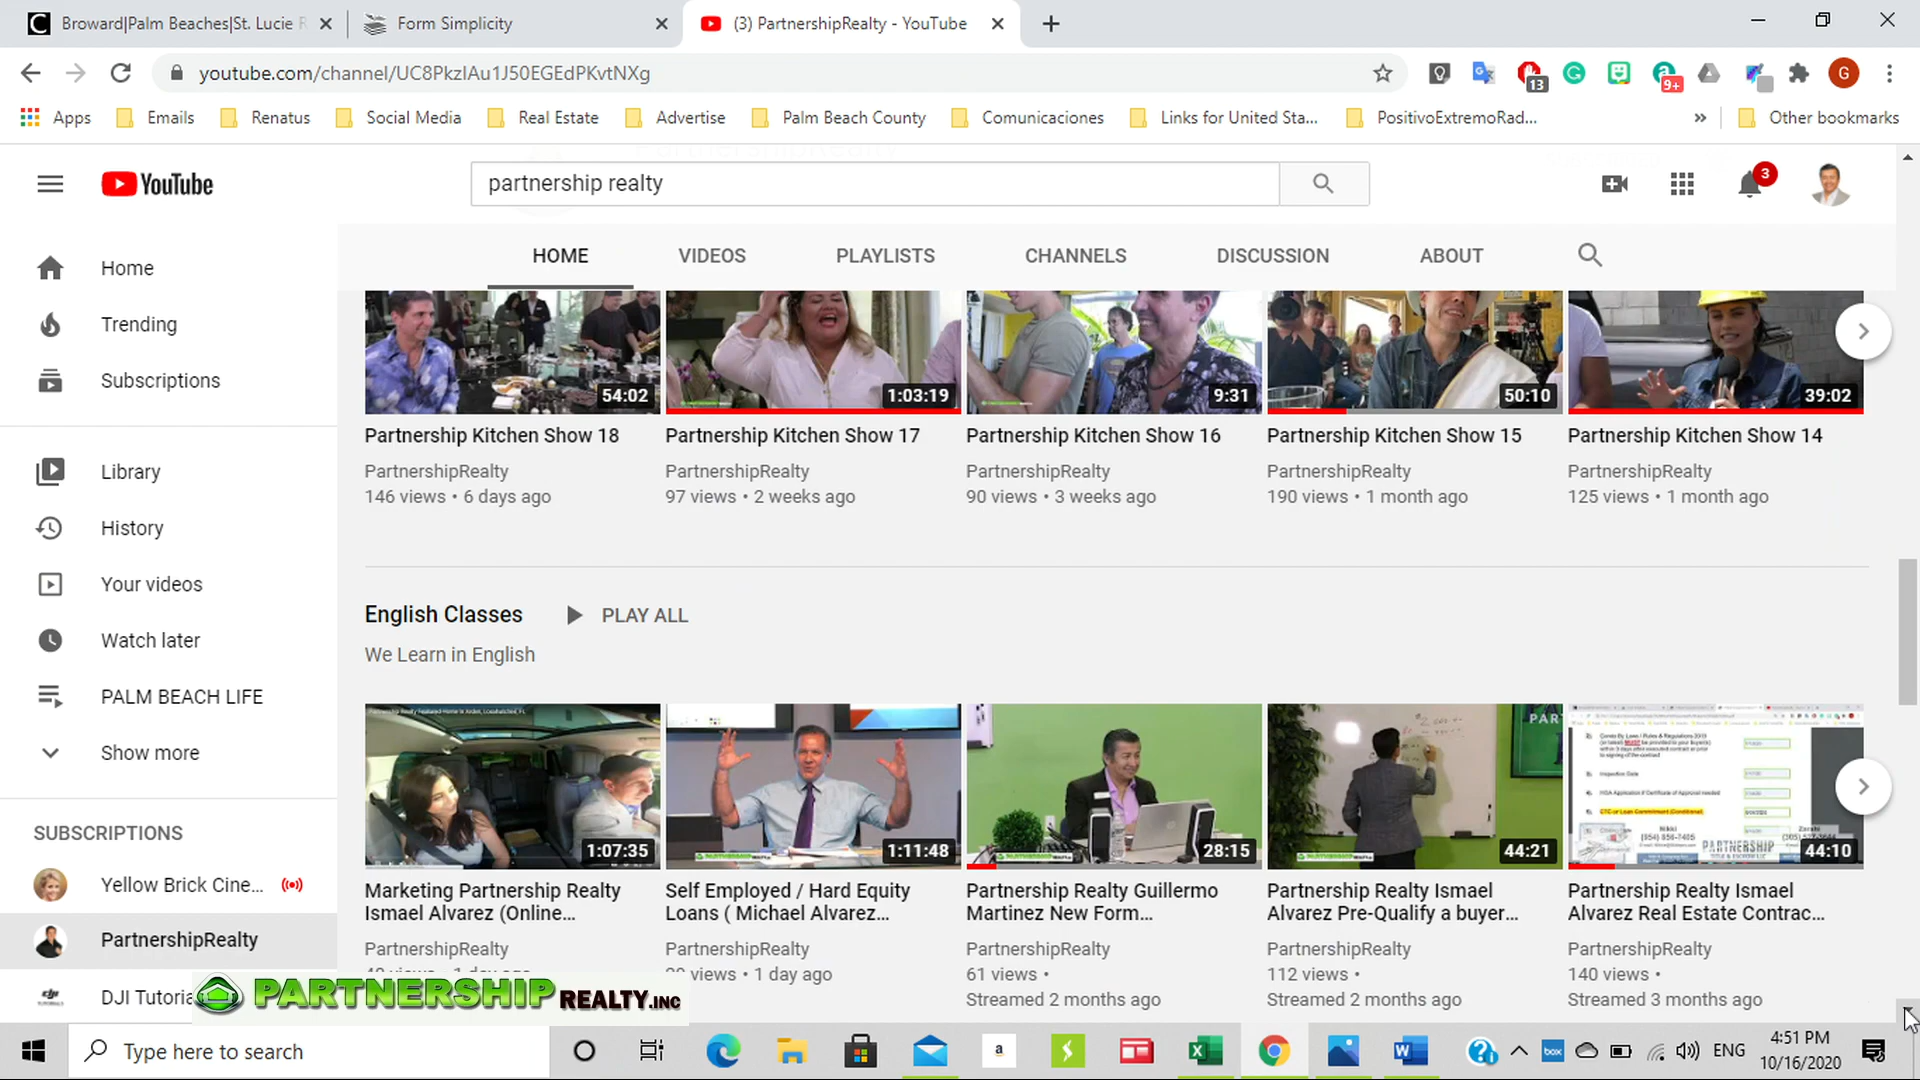 Broward|Palm Beaches|St. Lucie R
Form Simplicity
(3) PartnershipRealty - YouTube
youtube.com/channel/UC8PkzIAu1J50EGEdPKvtNXg
13
9+
G
Apps
Emails
Renatus
Social Media
Real Estate
Advertise
Palm Beach County
Comunicaciones
Links for United Sta...
PositivoExtremoRad...
Other bookmarks
YouTube
partnership realty
3
Home
Trending
Subscriptions
Library
History
Your videos
Watch later
PALM BEACH LIFE
Show more
SUBSCRIPTIONS
Yellow Brick Cine...
PartnershipRealty
DJI Tutoria
HOME
VIDEOS
PLAYLISTS
CHANNELS
DISCUSSION
ABOUT
54:02
1:03:19
9:31
50:10
39:02
Partnership Kitchen Show 18
PartnershipRealty
146 views • 6 days ago
Partnership Kitchen Show 17
PartnershipRealty
97 views • 2 weeks ago
Partnership Kitchen Show 16
PartnershipRealty
90 views • 3 weeks ago
Partnership Kitchen Show 15
PartnershipRealty
190 views • 1 month ago
Partnership Kitchen Show 14
PartnershipRealty
125 views • 1 month ago
English Classes
PLAY ALL
We Learn in English
1:07:35
1:11:48
28:15
44:21
44:10
Marketing Partnership Realty
Ismael Alvarez (Online...
PartnershipRealty
Self Employed / Hard Equity
Loans ( Michael Alvarez...
PartnershipRealty
views • 1 day ago
Partnership Realty Guillermo
Martinez New Form...
PartnershipRealty
61 views •
Streamed 2 months ago
Partnership Realty Ismael
Alvarez Pre-Qualify a buyer...
PartnershipRealty
112 views •
Streamed 2 months ago
Partnership Realty Ismael
Alvarez Real Estate Contrac...
PartnershipRealty
140 views •
Streamed 3 months ago
PARTNERSHIP REALTY.INC
Type here to search
ENG
4:51 PM
10/16/2020